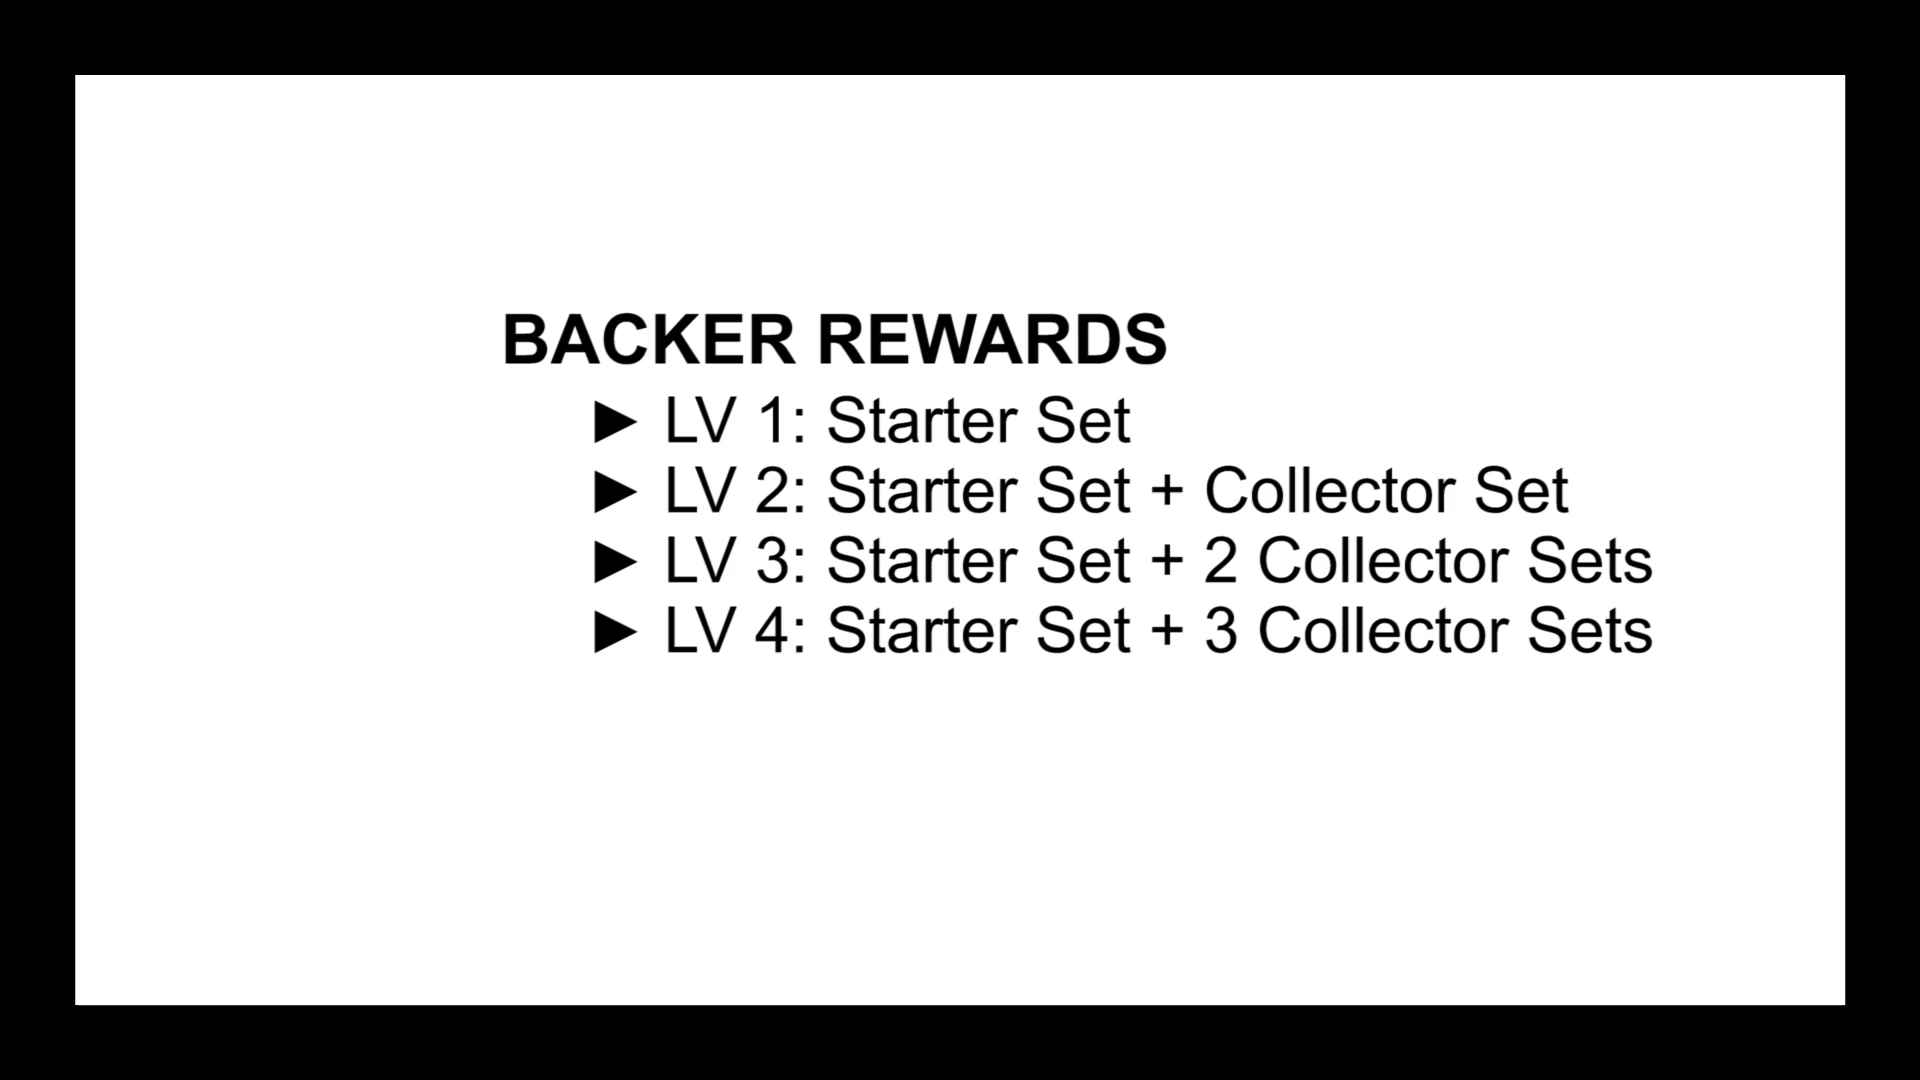 BACKER REWARDS
► LV 1: Starter Set
► LV 2: Starter Set + Collector Set
► LV 3: Starter Set + 2 Collector Sets
► LV 4: Starter Set + 3 Collector Sets